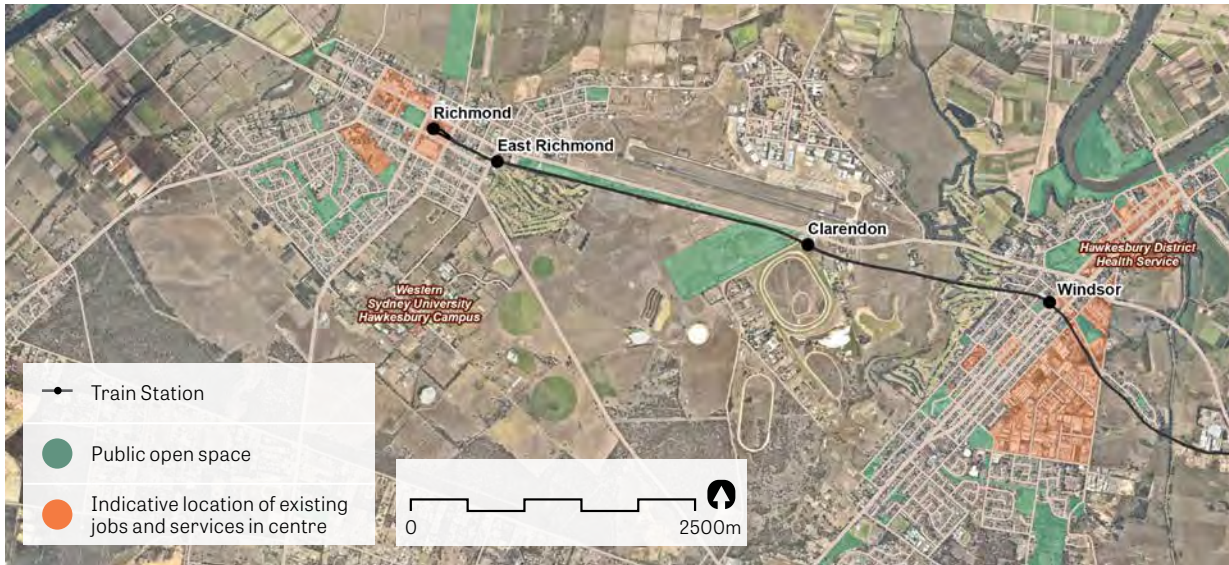 Richmond
East Richmond
Clarendon
Hawkesbury District
Health Service
Windsor
Western
Sydney University
Hawkesbury Campus
Train Station
Public open space
Indicative location of existing
jobs and services in centre
0
2500m